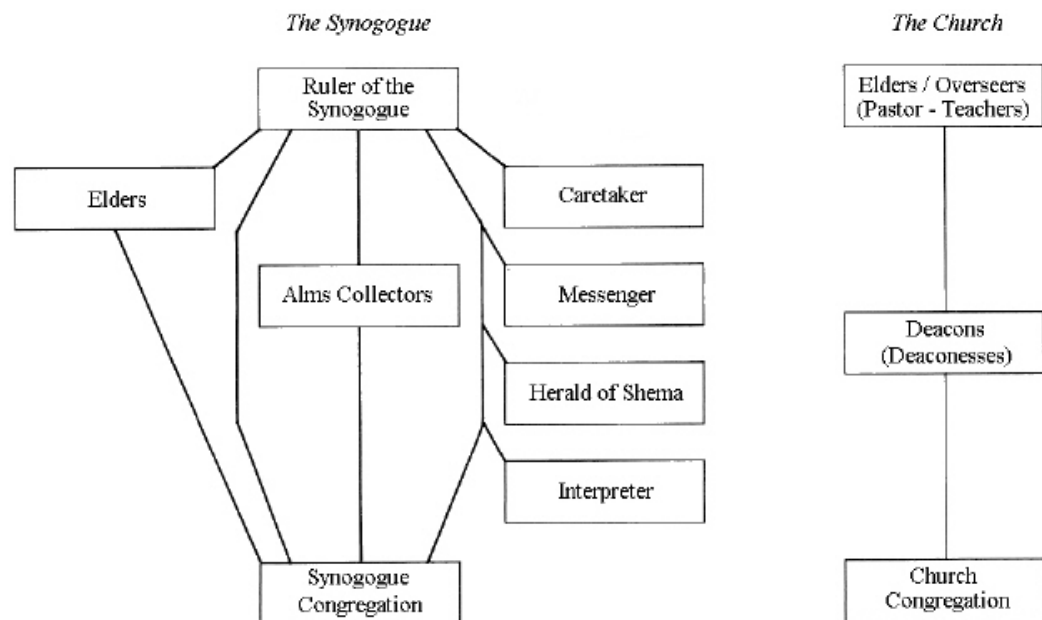 The Synogogue
The Church
Ruler of the
Synogogue
Elders / Overseers
(Pastor - Teachers)
Elders
Caretaker
Alms Collectors
Messenger
Deacons
(Deaconesses)
Herald of Shema
Interpreter
Synogogue
Congregation
Church
Congregation